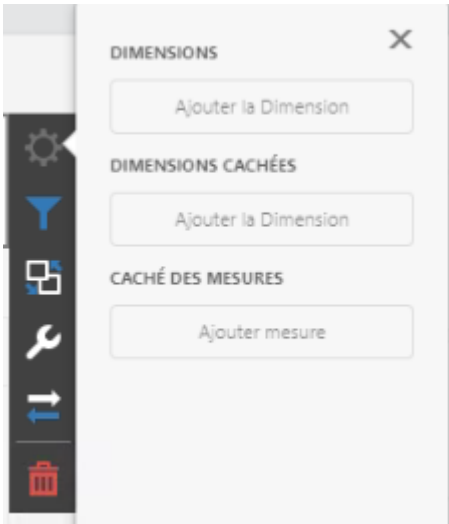 DIMENSIONS
Ajouter la Dimension
DIMENSIONS CACHÉES
Ajouter la Dimension
CACHÉ DES MESURES
Ajouter mesure